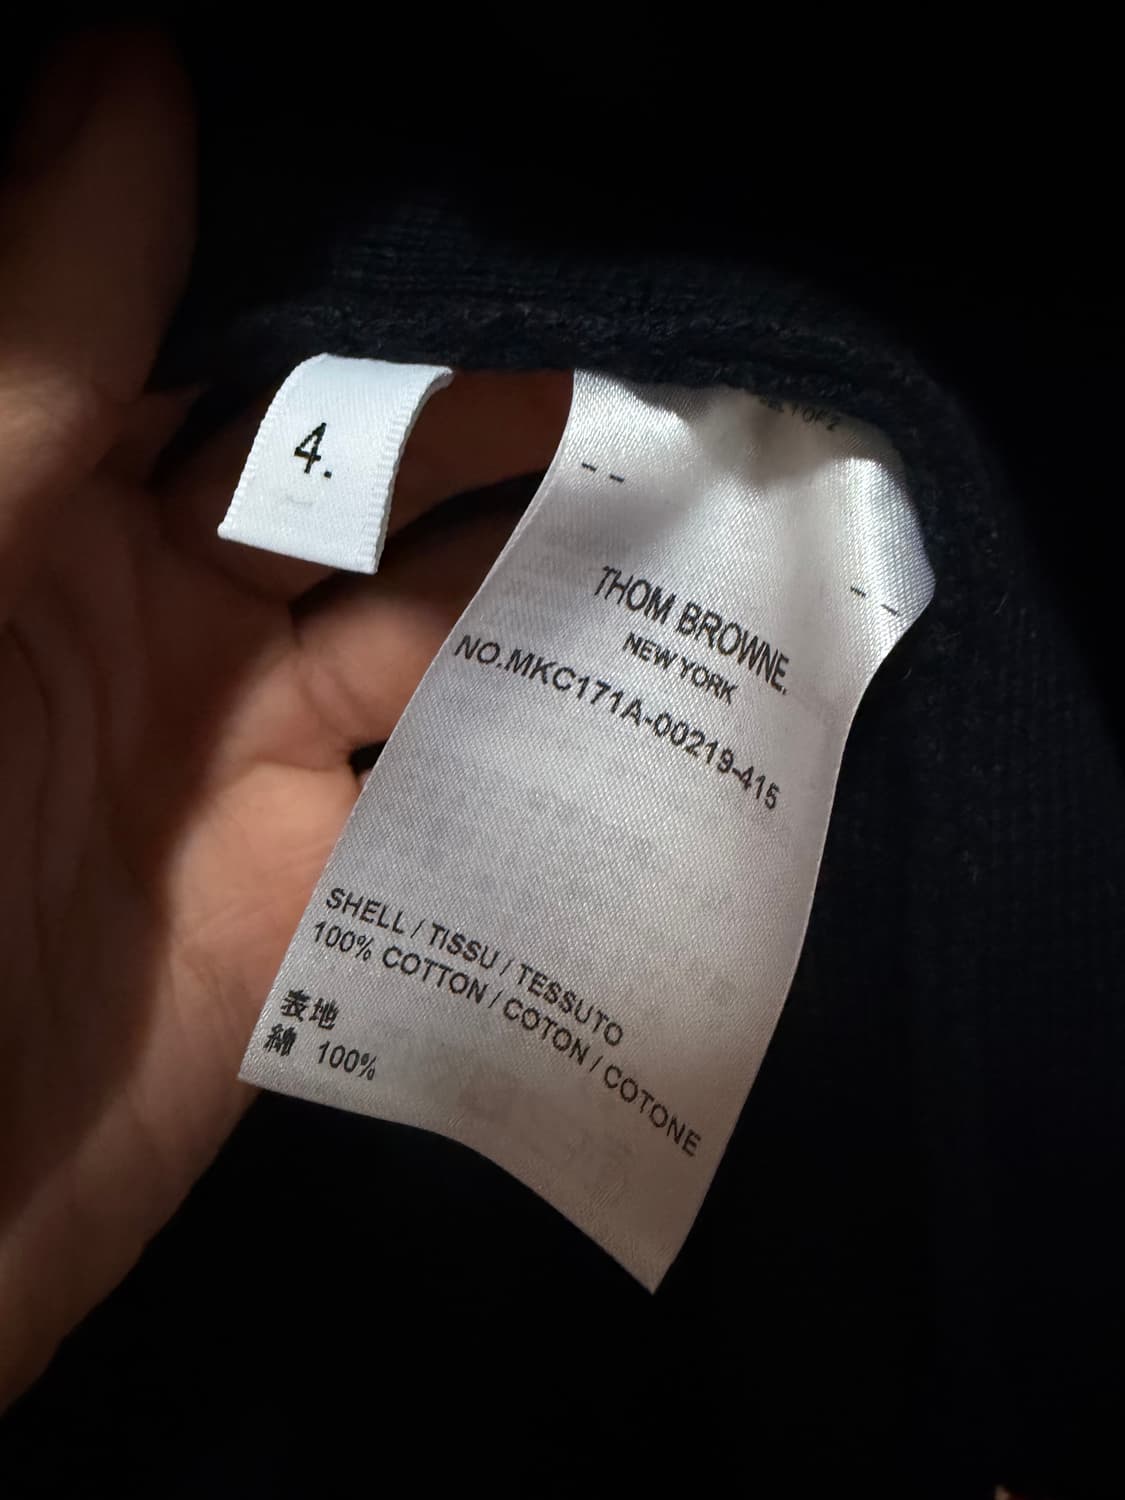 4.
THOM BROWNE.
NEW YORK
NO.MKC171A-00219-415
SHELL / TISSU / TESSUTO
100% COTTON / COTON / COTONE
表地
綿 100%